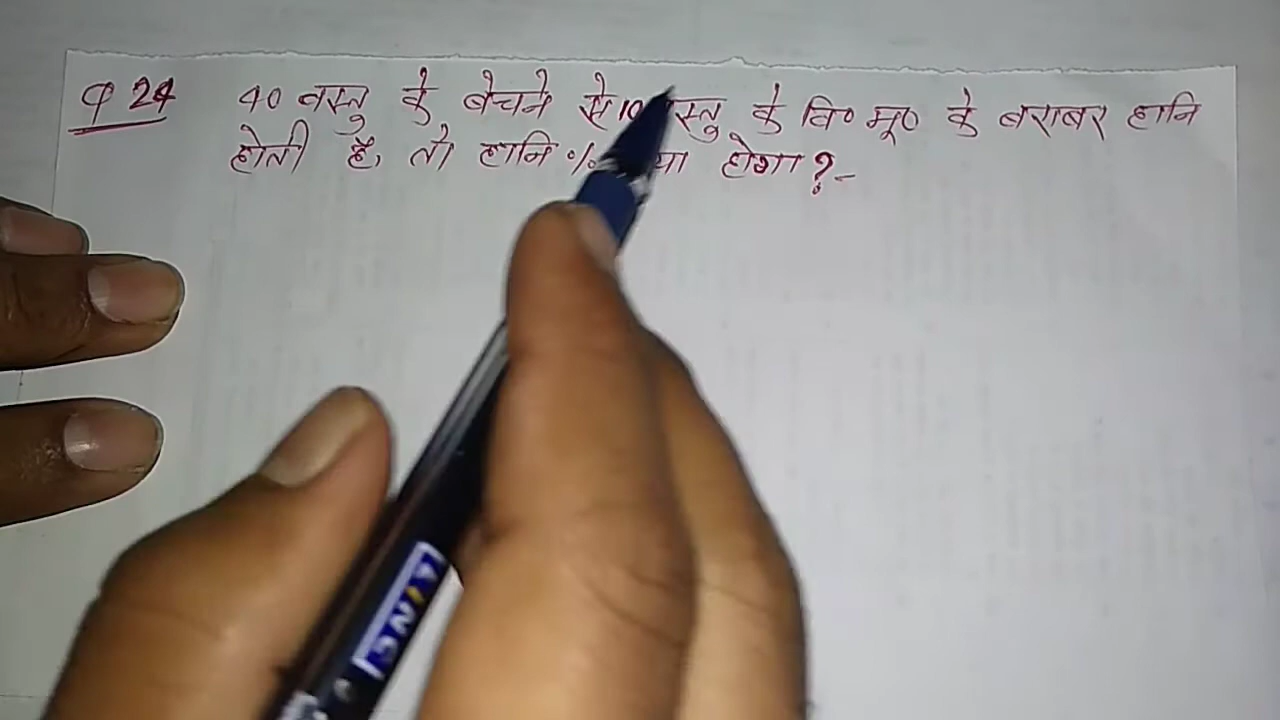 Q 24 40 वस्तु के बेचने से 10 वस्तु के वि० मू० के बराबर हानि
होती है, तो हानि % क्या होगा ? -